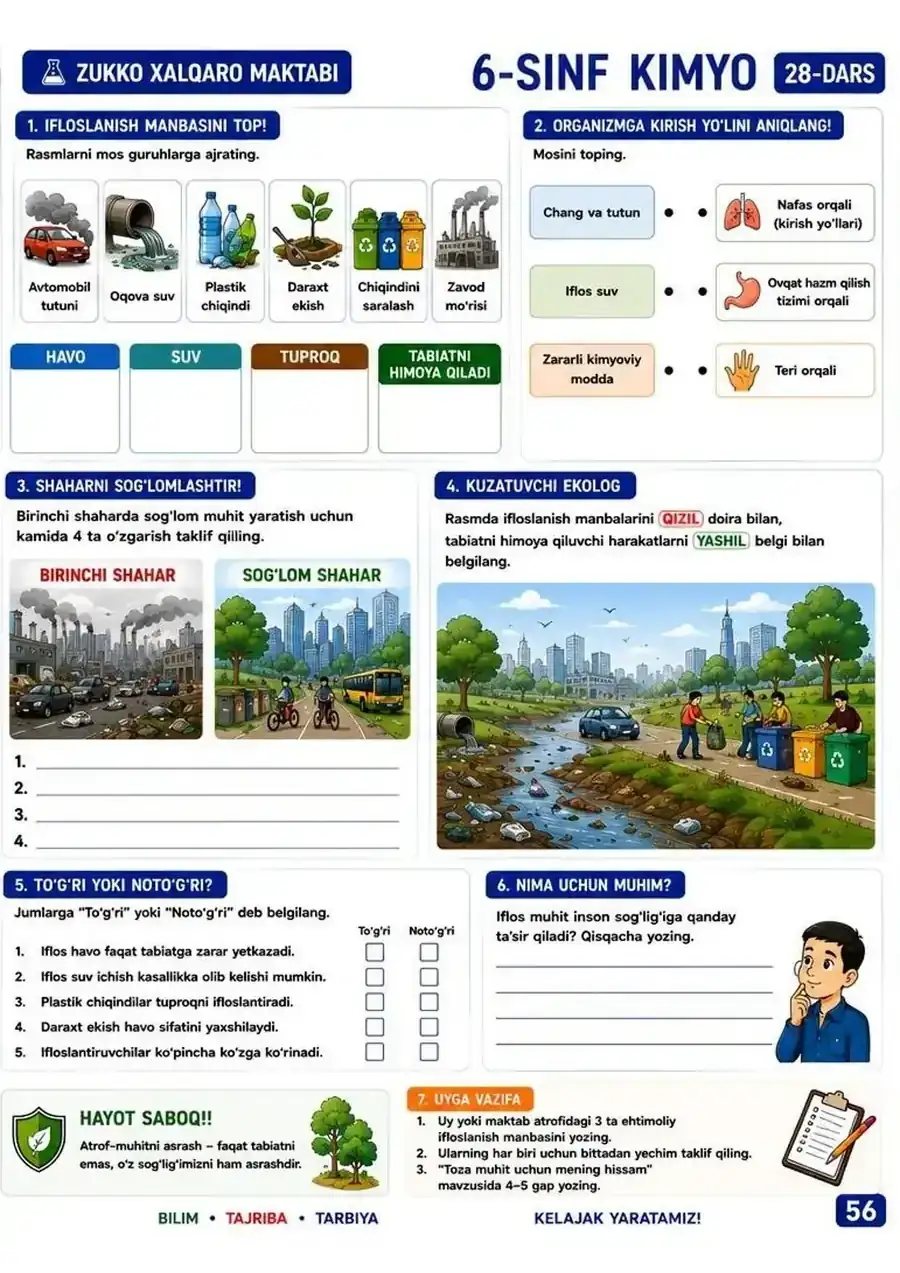 ZUKKO XALQARO MAKTABI
6-SINF KIMYO
28-DARS
1. IFLOSLANISH MANBASINI TOP!
Rasmlarni mos guruhlarga ajrating.
Avtomobil
tutuni
Oqova suv
Plastik
chiqindi
Daraxt
ekish
Chiqindini
saralash
Zavod
mo'risi
HAVO
SUV
TUPROQ
TABIATNI
HIMOYA QILADI
2. ORGANIZMGA KIRISH YO'LINI ANIQLANG!
Mosini toping.
Chang va tutun
Nafas orqali
(kirish yo'llari)
Iflos suv
Ovqat hazm qilish
tizimi orqali
Zararli kimyoviy
modda
Teri orqali
3. SHAHARNI SOG'LOMLASHTIR!
Birinchi shaharda sog'lom muhit yaratish uchun
kamida 4 ta o'zgarish taklif qiling.
BIRINCHI SHAHAR
SOG'LOM SHAHAR
1.
2.
3.
4.
4. KUZATUVCHI EKOLOG
Rasmda ifloslanish manbalarini QIZIL doira bilan,
tabiatni himoya qiluvchi harakatlarni YASHIL belgi bilan
belgilang.
5. TO'G'RI YOKI NOTO'G'RI?
Jumlarga "To'g'ri" yoki "Noto'g'ri" deb belgilang.
To'g'ri Noto'g'ri
1. Iflos havo faqat tabiatga zarar yetkazadi.
2. Iflos suv ichish kasallikka olib kelishi mumkin.
3. Plastik chiqindilar tuproqni ifloslantiradi.
4. Daraxt ekish havo sifatini yaxshilaydi.
5. Ifloslantiruvchilar ko'pincha ko'zga ko'rinadi.
6. NIMA UCHUN MUHIM?
Iflos muhit inson sog'lig'iga qanday
ta'sir qiladi? Qisqacha yozing.
HAYOT SABOQ!!
Atrof-muhitni asrash – faqat tabiatni
emas, o'z sog'lig'imizni ham asrashdir.
7. UYGA VAZIFA
1. Uy yoki maktab atrofidagi 3 ta ehtimoliy
ifloslanish manbasini yozing.
2. Ularning har biri uchun bittadan yechim taklif qiling.
3. "Toza muhit uchun mening hissam"
mavzusida 4–5 gap yozing.
BILIM • TAJRIBA • TARBIYA
KELAJAK YARATAMIZ!
56